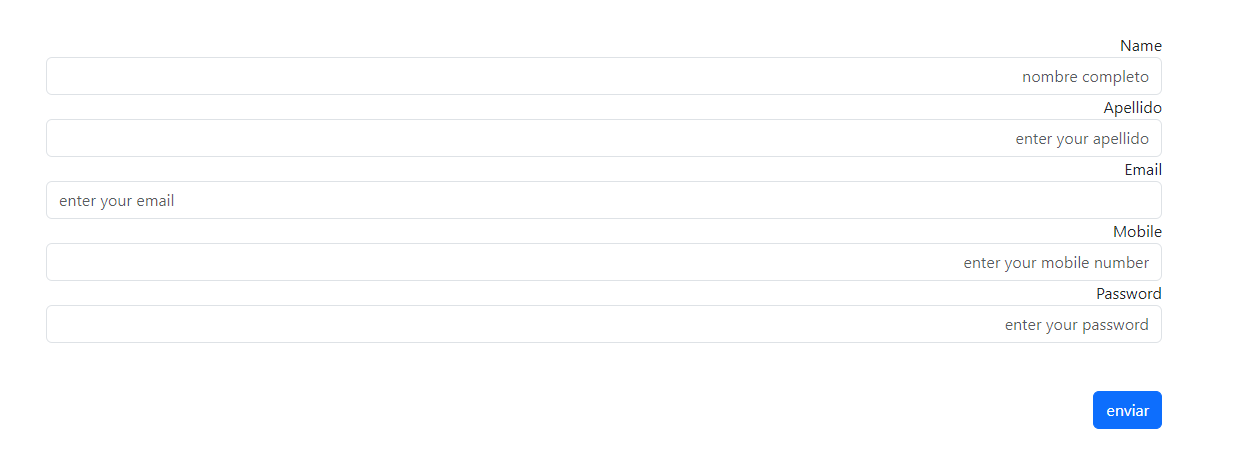 Name
nombre completo
Apellido
enter your apellido
Email
enter your email
Mobile
enter your mobile number
Password
enter your password
enviar